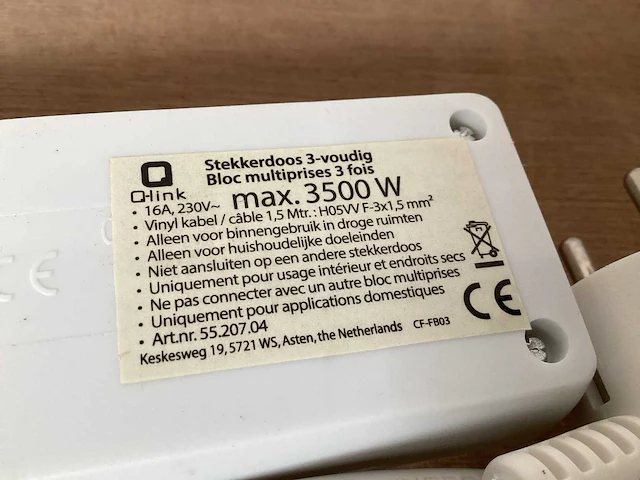 Stekkerdoos 3-voudig
Bloc multiprises 3 fois
Q-link
max. 3500 W
• 16A, 230V~
• Vinyl kabel / câble 1,5 Mtr.: H05VV F-3x1,5 mm²
• Alleen voor binnengebruik in droge ruimten
• Alleen voor huishoudelijke doeleinden
• Niet aansluiten op een andere stekkerdoos
• Uniquement pour usage intérieur et endroits secs
• Ne pas connecter avec un autre bloc multiprises
• Uniquement pour applications domestiques
• Art.nr. 55.207.04
Keskesweg 19, 5721 WS, Asten, the Netherlands CF-FB03
CE
CE